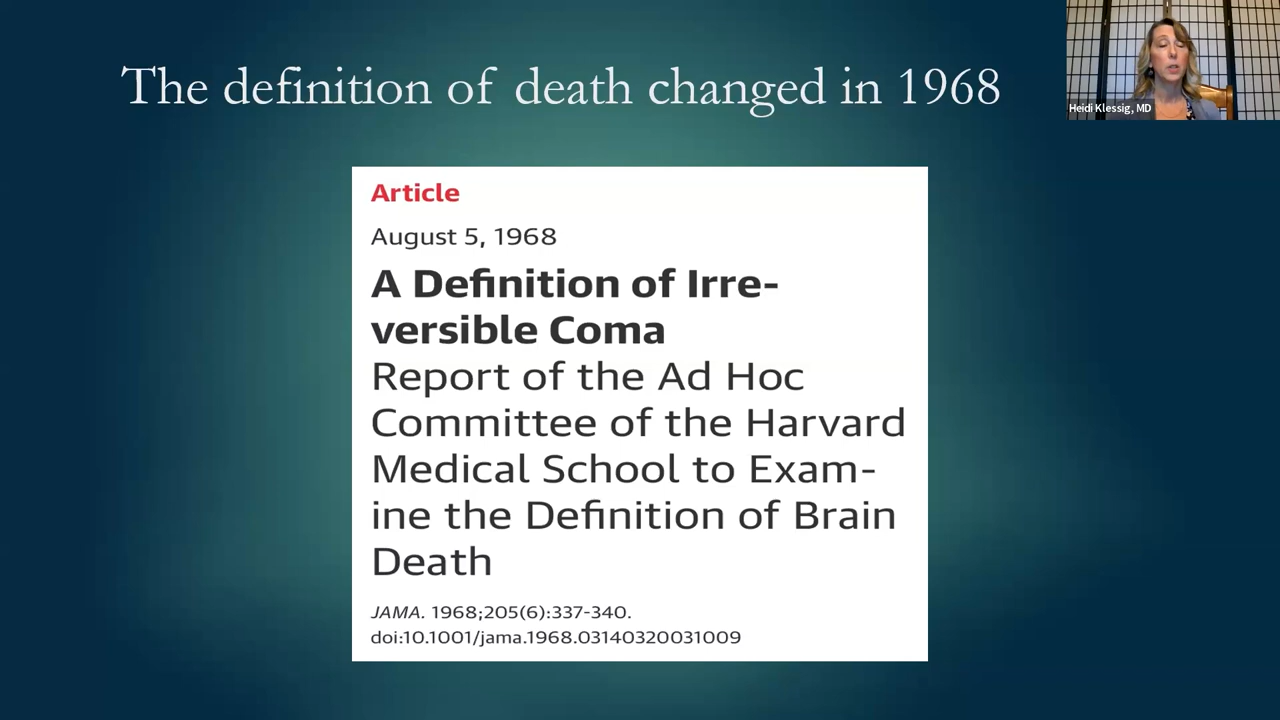 The definition of death changed in 1968
Heidi Klessig, MD
Article
August 5, 1968
A Definition of Irre-
versible Coma
Report of the Ad Hoc
Committee of the Harvard
Medical School to Exam-
ine the Definition of Brain
Death
JAMA. 1968;205(6):337-340.
doi:10.1001/jama.1968.03140320031009